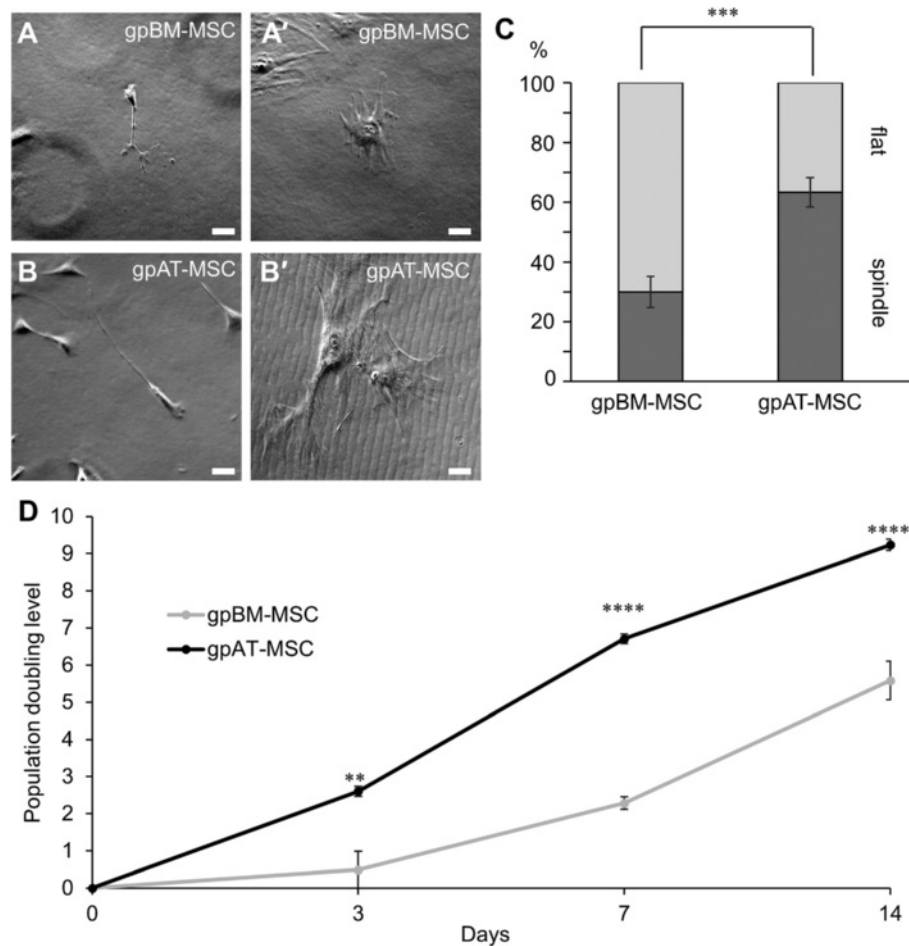 A gpBM-MSC
A′ gpBM-MSC
B gpAT-MSC
B′ gpAT-MSC
C
***
%
100
80
60
40
20
0
flat
spindle
gpBM-MSC gpAT-MSC
D
Population doubling level
10
9
8
7
6
5
4
3
2
1
0
gpBM-MSC
gpAT-MSC
**
****
****
0 3 7 14
Days